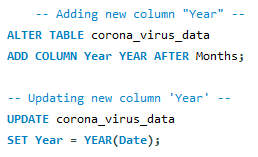 -- Adding new column "Year" --
ALTER TABLE corona_virus_data
ADD COLUMN Year YEAR AFTER Months;
-- Updating new column 'Year' --
UPDATE corona_virus_data
SET Year = YEAR(Date);